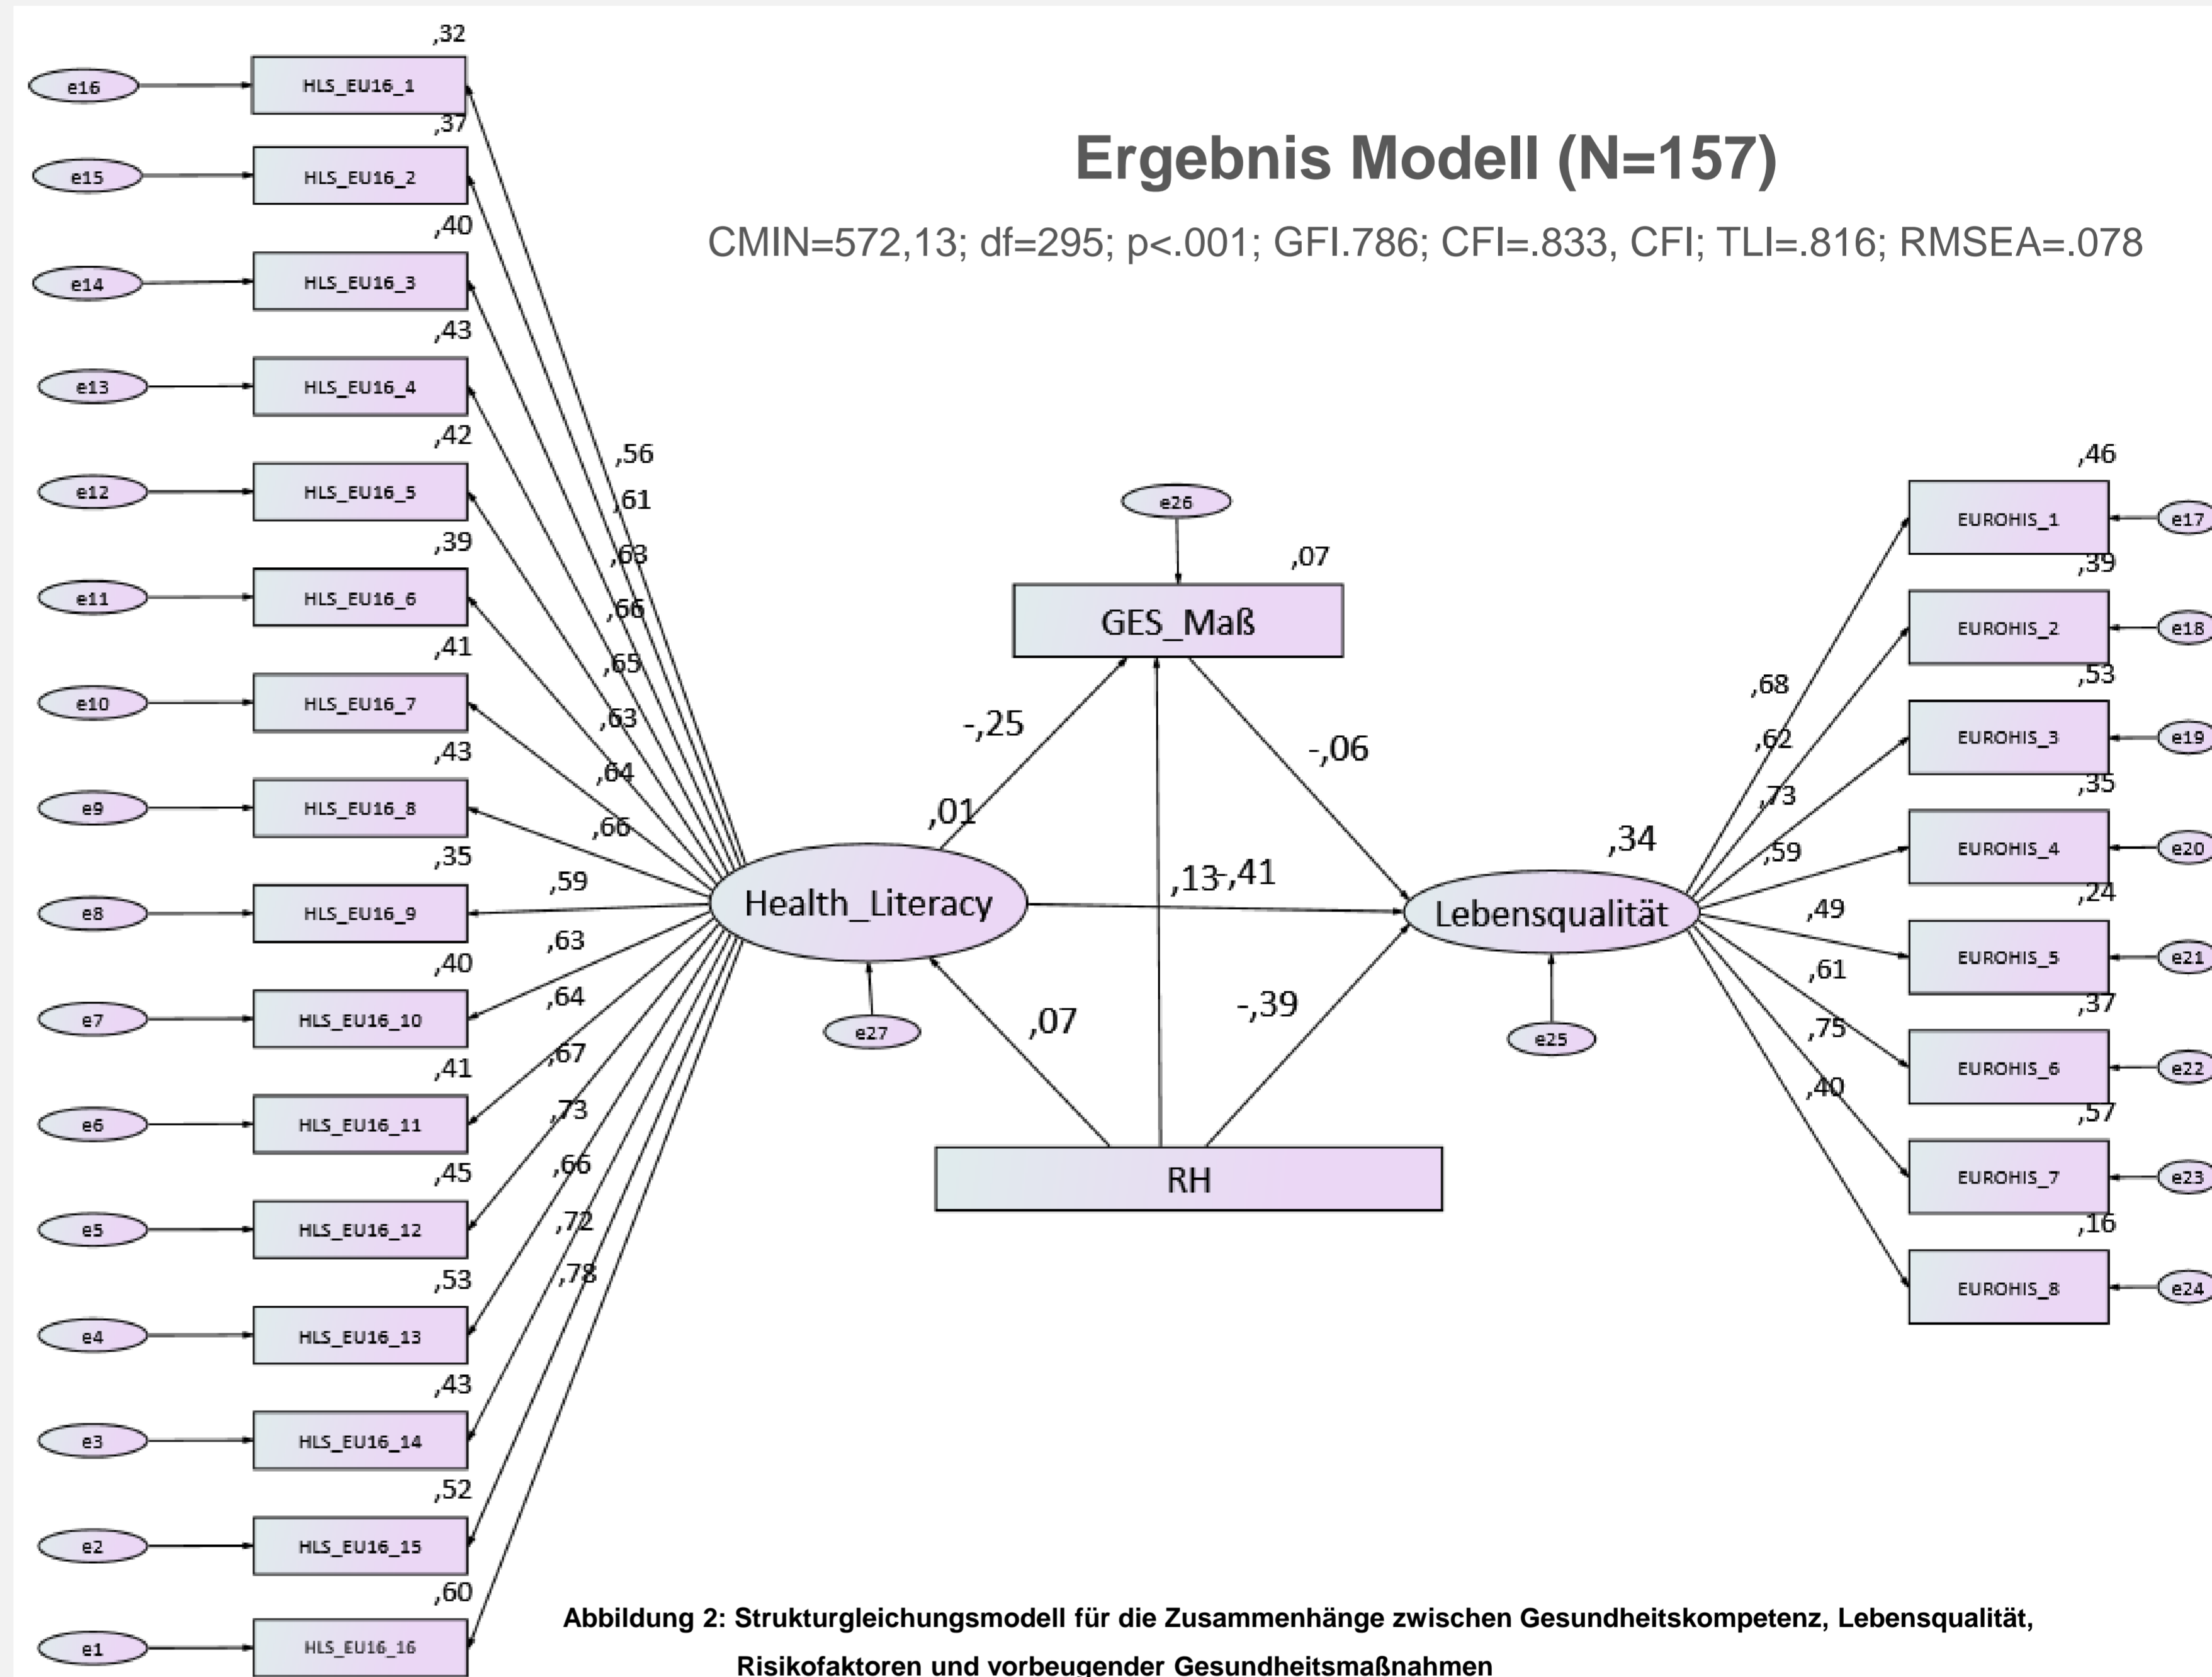 ,32
e16 HLS_EU16_1
,37
e15 HLS_EU16_2
,40
e14 HLS_EU16_3
,43
e13 HLS_EU16_4
,42
e12 HLS_EU16_5
,39
e11 HLS_EU16_6
,41
e10 HLS_EU16_7
,43
e9 HLS_EU16_8
,35
e8 HLS_EU16_9
,40
e7 HLS_EU16_10
,41
e6 HLS_EU16_11
,45
e5 HLS_EU16_12
,53
e4 HLS_EU16_13
,43
e3 HLS_EU16_14
,52
e2 HLS_EU16_15
,60
e1 HLS_EU16_16
,56
,61
,63
,66
,65
,63
,64
,66
,59
,63
,64
,67
,73
,66
,72
,78
Ergebnis Modell (N=157)
CMIN=572,13; df=295; p<.001; GFI.786; CFI=.833, CFI; TLI=.816; RMSEA=.078
e26
,07
GES_Maß
-,25
-,06
,01
Health_Literacy
,13
-,41
,34
Lebensqualität
e27
,07
-,39
e25
RH
,68
,62
,73
,59
,49
,61
,75
,40
,46
EUROHIS_1 e17
,39
EUROHIS_2 e18
,53
EUROHIS_3 e19
,35
EUROHIS_4 e20
,24
EUROHIS_5 e21
,37
EUROHIS_6 e22
,57
EUROHIS_7 e23
,16
EUROHIS_8 e24
Abbildung 2: Strukturgleichungsmodell für die Zusammenhänge zwischen Gesundheitskompetenz, Lebensqualität,
Risikofaktoren und vorbeugender Gesundheitsmaßnahmen